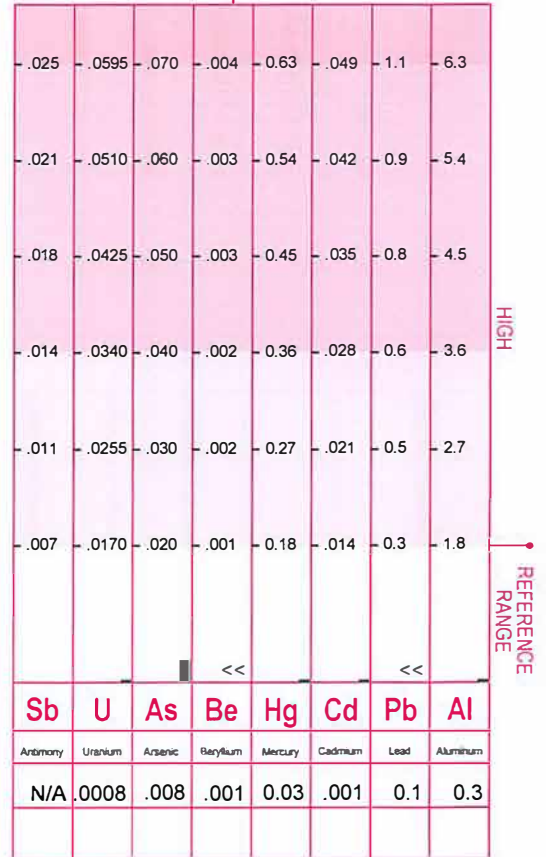 .025 .0595 .070 .004 0.63 .049 1.1 6.3
.021 .0510 .060 .003 0.54 .042 0.9 5.4
.018 .0425 .050 .003 0.45 .035 0.8 4.5
HIGH
.014 .0340 .040 .002 0.36 .028 0.6 3.6
.011 .0255 .030 .002 0.27 .021 0.5 2.7
.007 .0170 .020 .001 0.18 .014 0.3 1.8
REFERENCE
RANGE
<< <<
Sb U As Be Hg Cd Pb Al
Antimony Uranium Arsenic Beryllium Mercury Cadmium Lead Aluminum
N/A .0008 .008 .001 0.03 .001 0.1 0.3